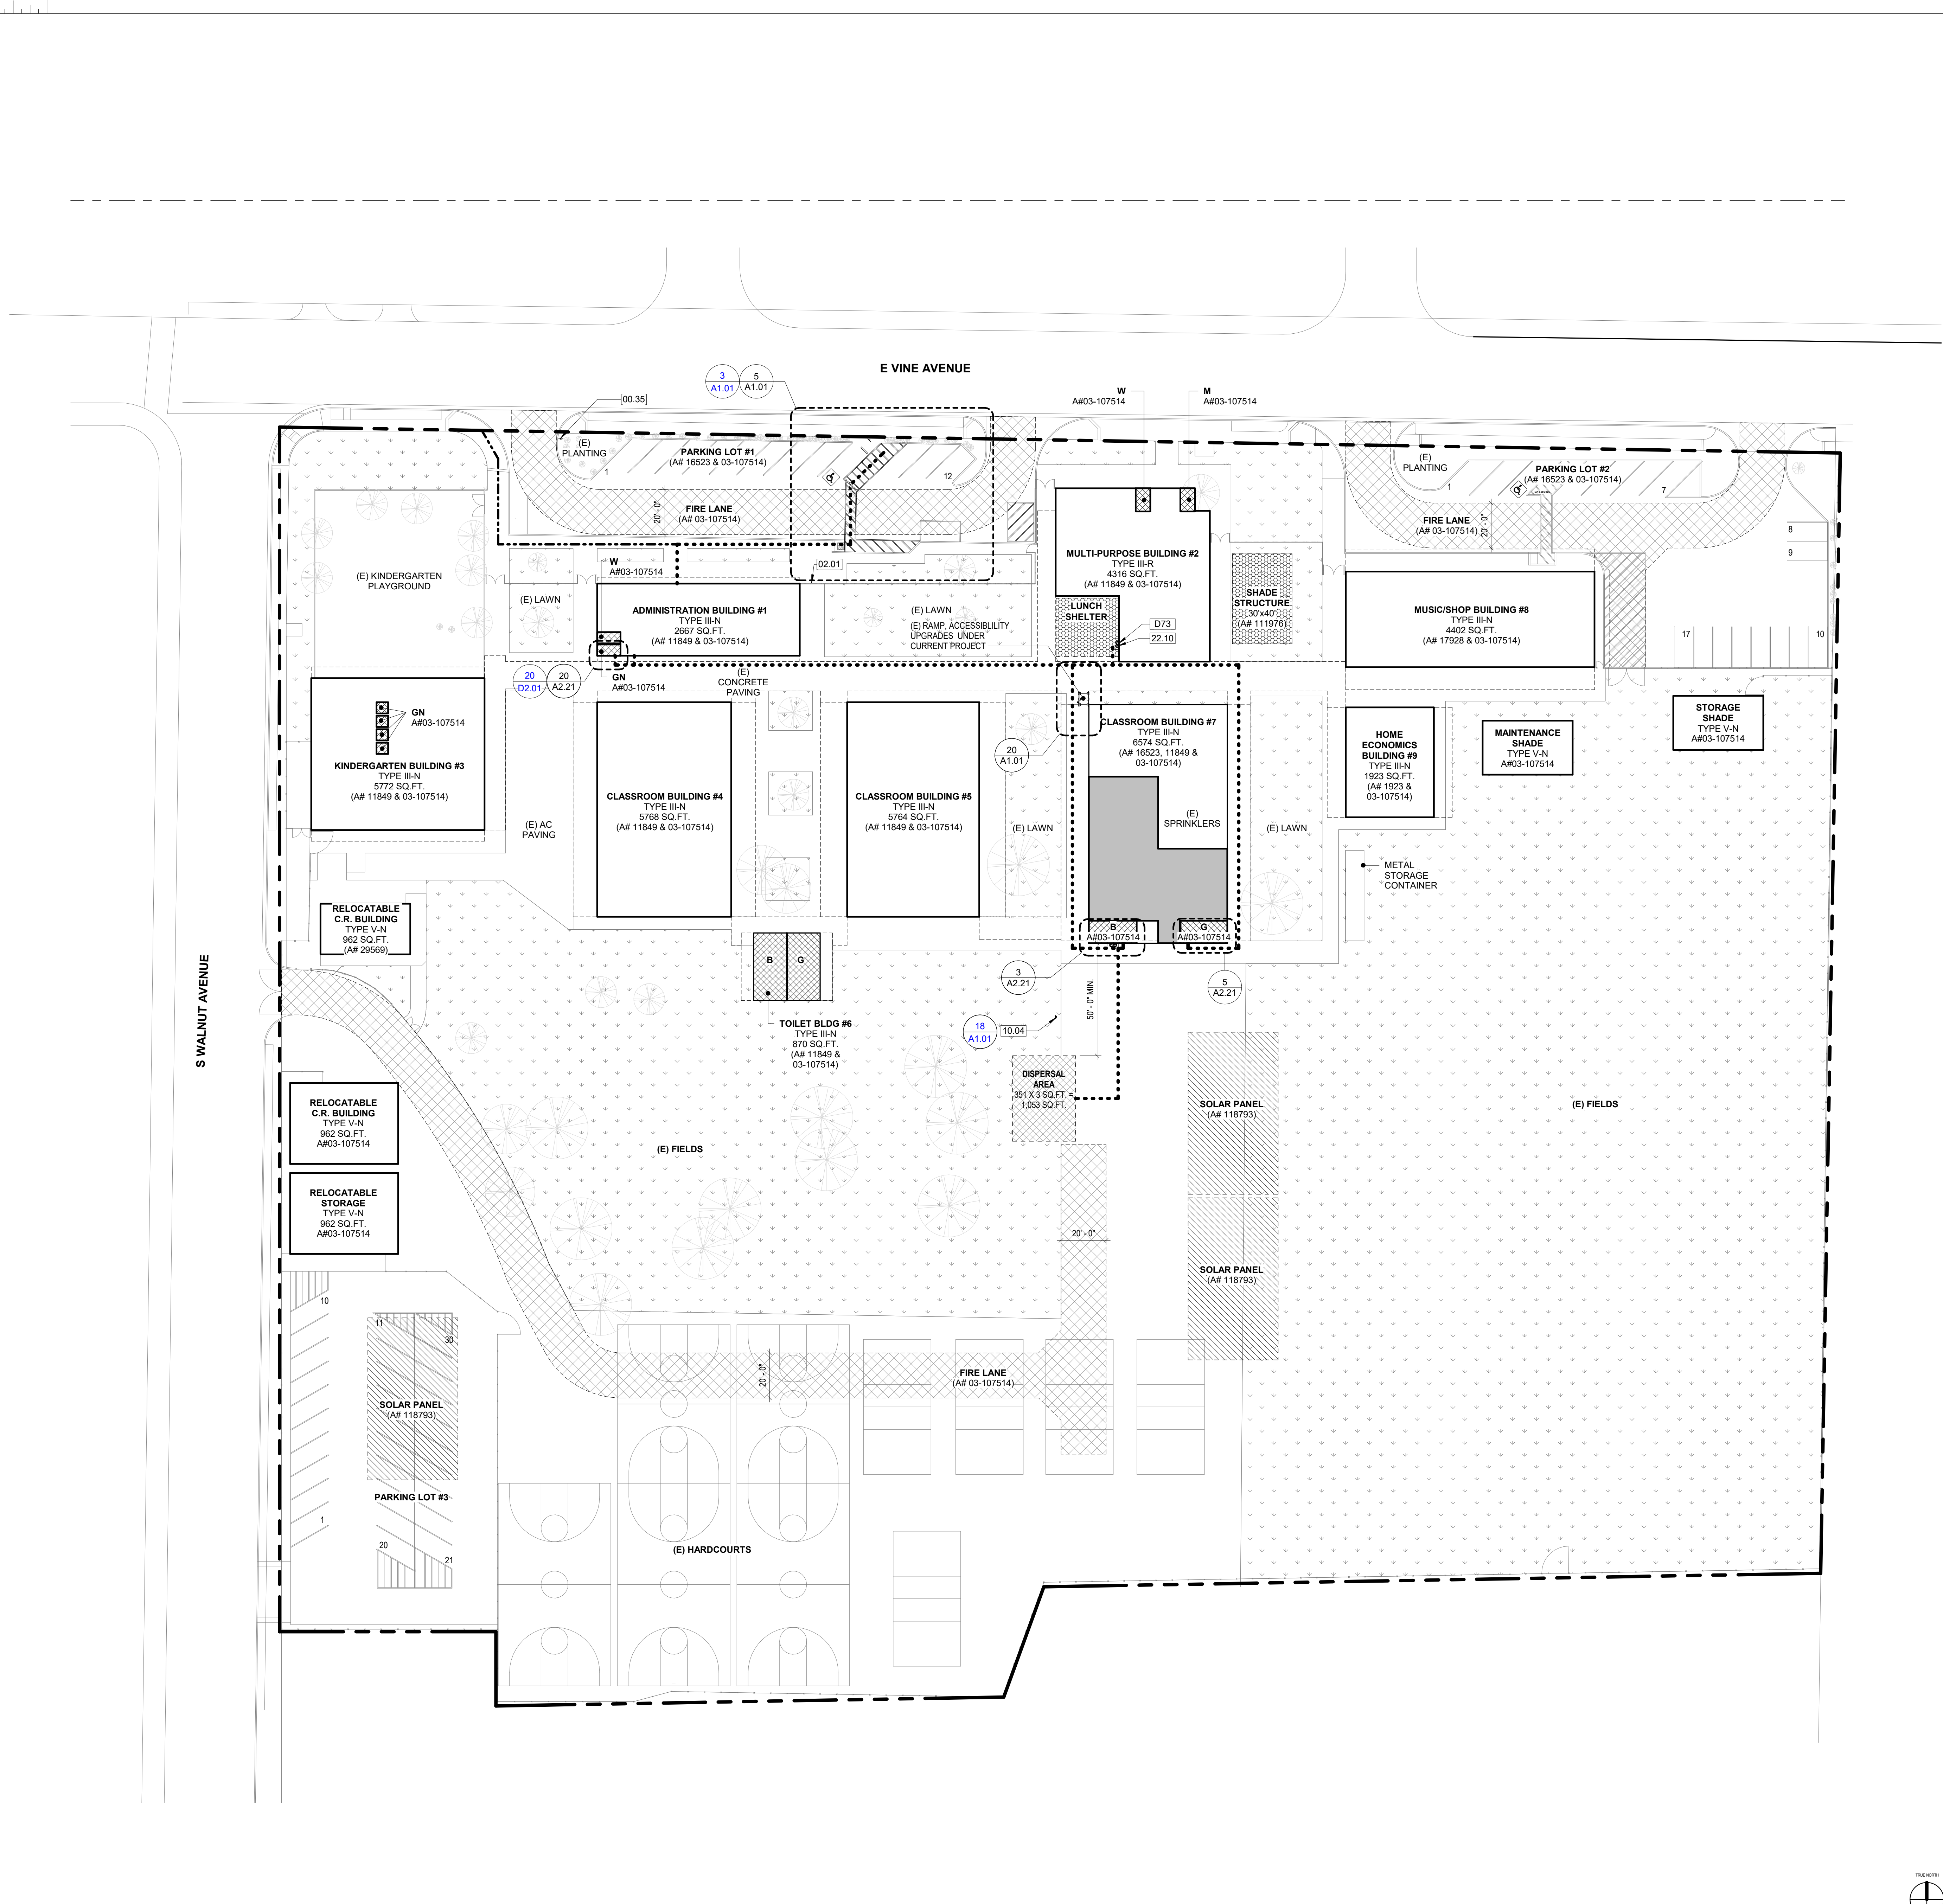 E VINE AVENUE
3
A1.01
5
A1.01
00.35
W
A#03-107514
M
A#03-107514
(E)
PLANTING
1
PARKING LOT #1
(A# 16523 & 03-107514)
12
20' - 0"
FIRE LANE
(A# 03-107514)
(E)
PLANTING
1
PARKING LOT #2
(A# 16523 & 03-107514)
7
FIRE LANE
(A# 03-107514)
20' - 0"
8
9
17
10
(E) KINDERGARTEN
PLAYGROUND
(E) LAWN
W
A#03-107514
02.01
ADMINISTRATION BUILDING #1
TYPE III-N
2667 SQ.FT.
(A# 11849 & 03-107514)
(E) LAWN
(E) RAMP, ACCESSIBLILITY
UPGRADES UNDER
CURRENT PROJECT
MULTI-PURPOSE BUILDING #2
TYPE III-R
4316 SQ.FT.
(A# 11849 & 03-107514)
LUNCH
SHELTER
D73
22.10
SHADE
STRUCTURE
30'x40'
(A# 111976)
MUSIC/SHOP BUILDING #8
TYPE III-N
4402 SQ.FT.
(A# 17928 & 03-107514)
20
D2.01
20
A2.21
GN
A#03-107514
(E)
CONCRETE
PAVING
GN
A#03-107514
KINDERGARTEN BUILDING #3
TYPE III-N
5772 SQ.FT.
(A# 11849 & 03-107514)
(E) AC
PAVING
CLASSROOM BUILDING #4
TYPE III-N
5768 SQ.FT.
(A# 11849 & 03-107514)
CLASSROOM BUILDING #5
TYPE III-N
5764 SQ.FT.
(A# 11849 & 03-107514)
20
A1.01
(E) LAWN
CLASSROOM BUILDING #7
TYPE III-N
6574 SQ.FT.
(A# 16523, 11849 &
03-107514)
(E)
SPRINKLERS
(E) LAWN
HOME
ECONOMICS
BUILDING #9
TYPE III-N
1923 SQ.FT.
(A# 1923 &
03-107514)
MAINTENANCE
SHADE
TYPE V-N
A#03-107514
STORAGE
SHADE
TYPE V-N
A#03-107514
METAL
STORAGE
CONTAINER
RELOCATABLE
C.R. BUILDING
TYPE V-N
962 SQ.FT.
(A# 29569)
B
G
TOILET BLDG #6
TYPE III-N
870 SQ.FT.
(A# 11849 &
03-107514)
B
A#03-107514
G
A#03-107514
3
A2.21
5
A2.21
50' - 0" MIN.
18
A1.01
10.04
S WALNUT AVENUE
DISPERSAL
AREA
351 X 3 SQ.FT. =
1,053 SQ.FT.
SOLAR PANEL
(A# 118793)
(E) FIELDS
RELOCATABLE
C.R. BUILDING
TYPE V-N
962 SQ.FT.
A#03-107514
(E) FIELDS
RELOCATABLE
STORAGE
TYPE V-N
962 SQ.FT.
A#03-107514
20' - 0"
SOLAR PANEL
(A# 118793)
10
11
30
20' - 0"
FIRE LANE
(A# 03-107514)
SOLAR PANEL
(A# 118793)
PARKING LOT #3
1
20
21
(E) HARDCOURTS
TRUE NORTH